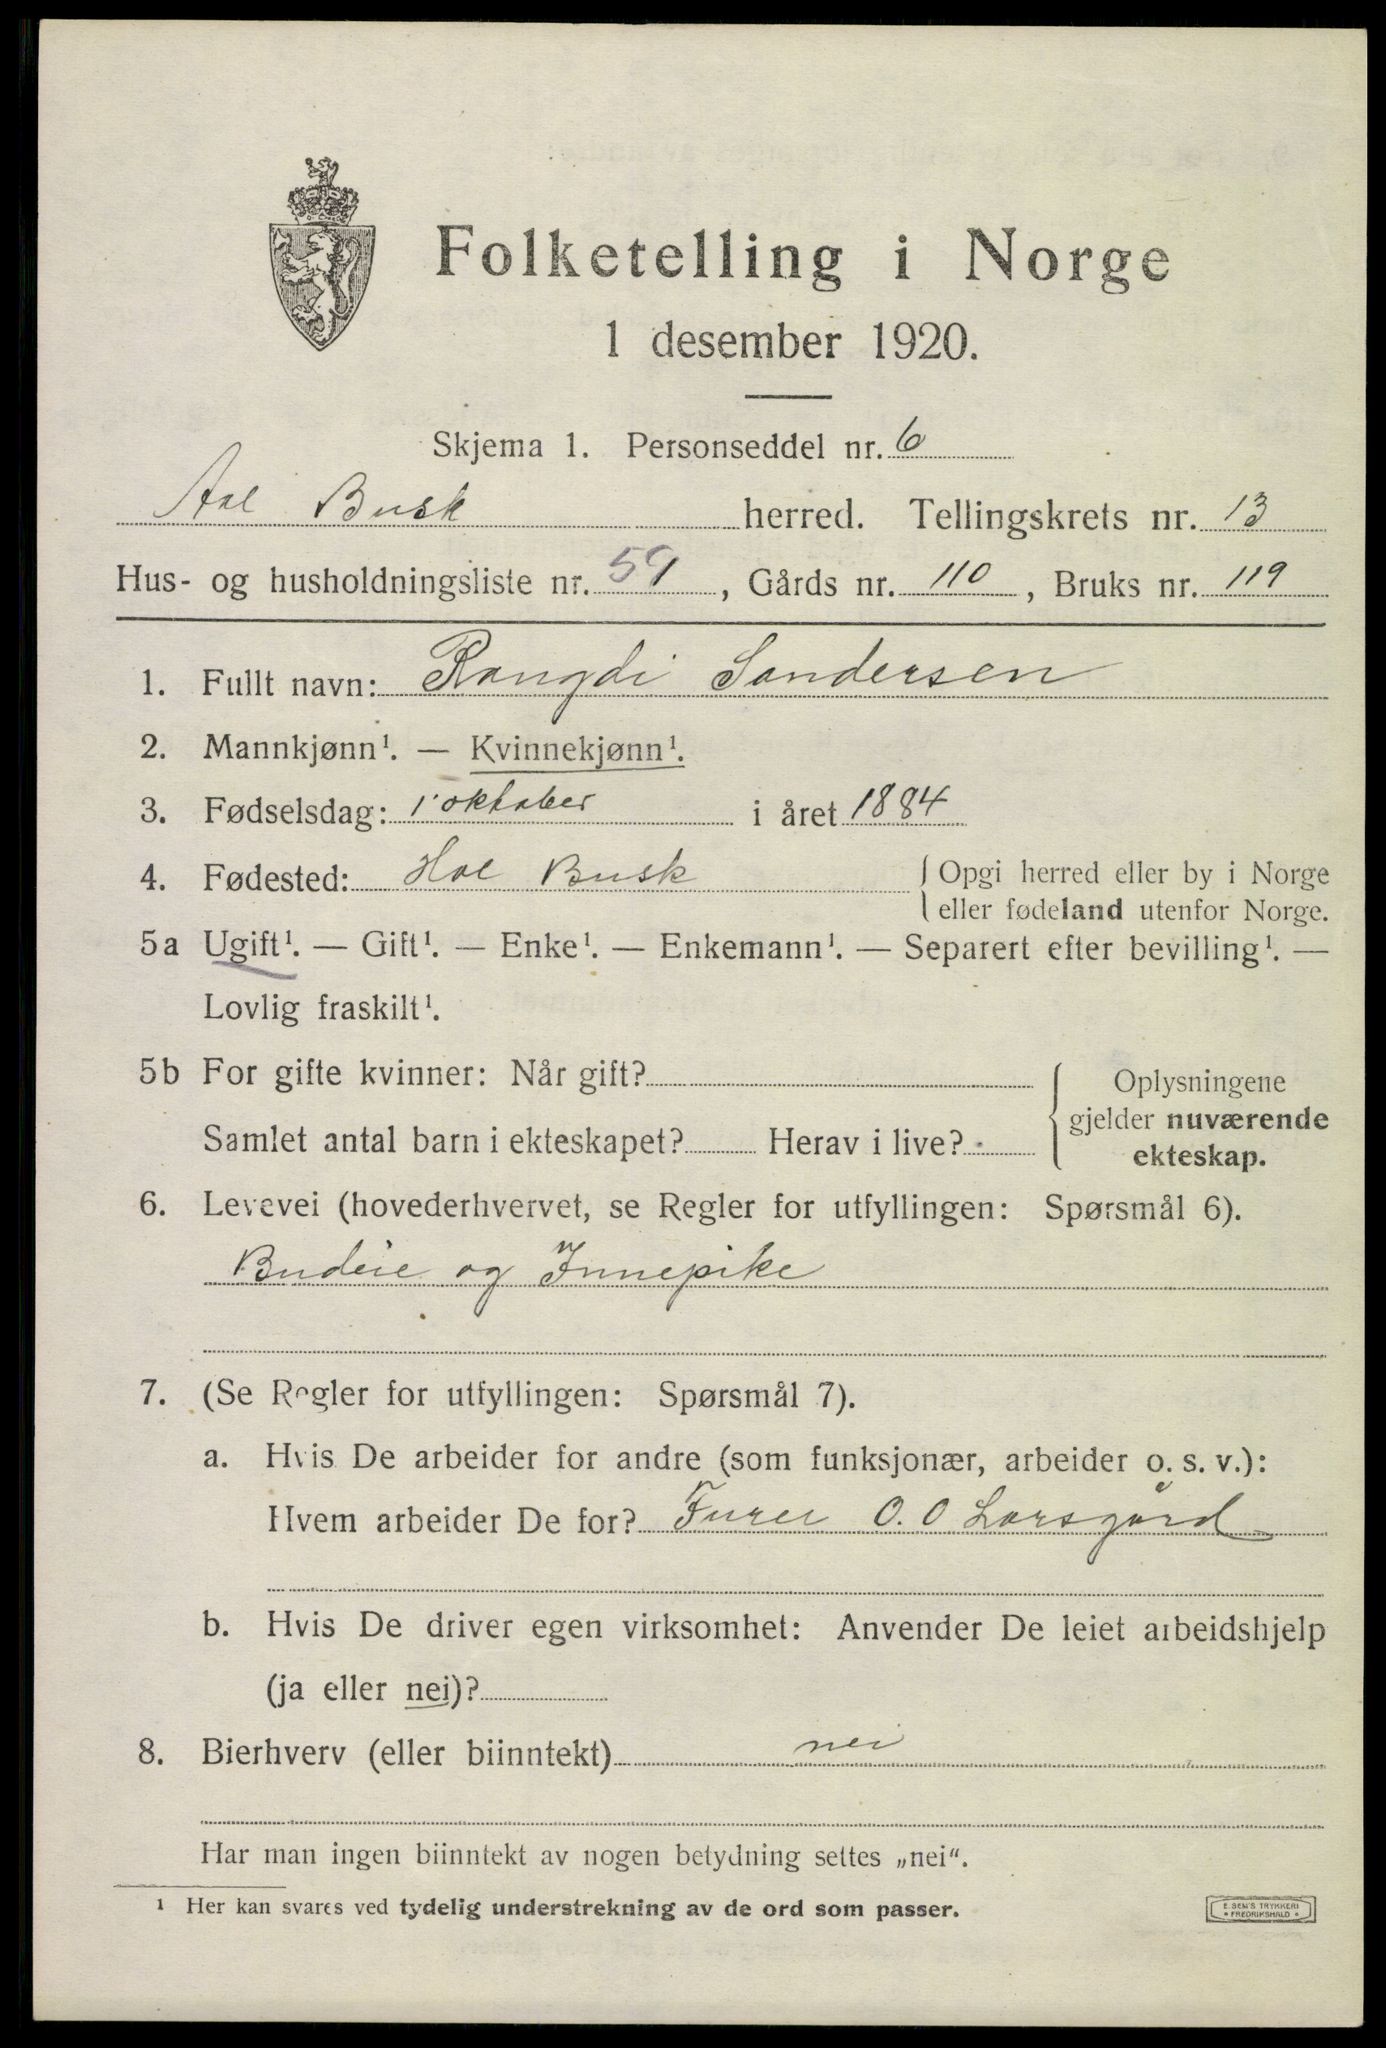 Folketelling i Norge
1 desember 1920.
Skjema 1. Personseddel nr. 6
Aal Busk herred. Tellingskrets nr. 13
Hus- og husholdningsliste nr. 59, Gårds nr. 110, Bruks nr. 119
1. Fullt navn: Rangdi Sandersen
2. Mannkjønn¹. — Kvinnekjønn¹.
3. Fødselsdag: 1' oktober i året 1884
4. Fødested: Hol Busk { Opgi herred eller by i Norge
eller fødeland utenfor Norge.
5a Ugift¹. — Gift¹. — Enke¹. — Enkemann¹. — Separert efter bevilling¹. —
Lovlig fraskilt¹.
5b For gifte kvinner: Når gift? { Oplysningene
gjelder nuværende
Samlet antal barn i ekteskapet? Herav i live? -
ekteskap.
6. Levevei (hovederhvervet, se Regler for utfyllingen: Spørsmål 6).
Budeie og Innepike
7. (Se Regler for utfyllingen: Spørsmål 7).
a. Hvis De arbeider for andre (som funksjonær, arbeider o. s. v.):
Hvem arbeider De for? O. O Larsgård
b. Hvis De driver egen virksomhet: Anvender De leiet arbeidshjelp
(ja eller nei)?
8. Bierhverv (eller biinntekt) nei
Har man ingen biinntekt av nogen betydning settes „nei“.
¹ Her kan svares ved tydelig understrekning av de ord som passer.
E. SEM'S TRYKKERI
• FREDRIKSHALD •